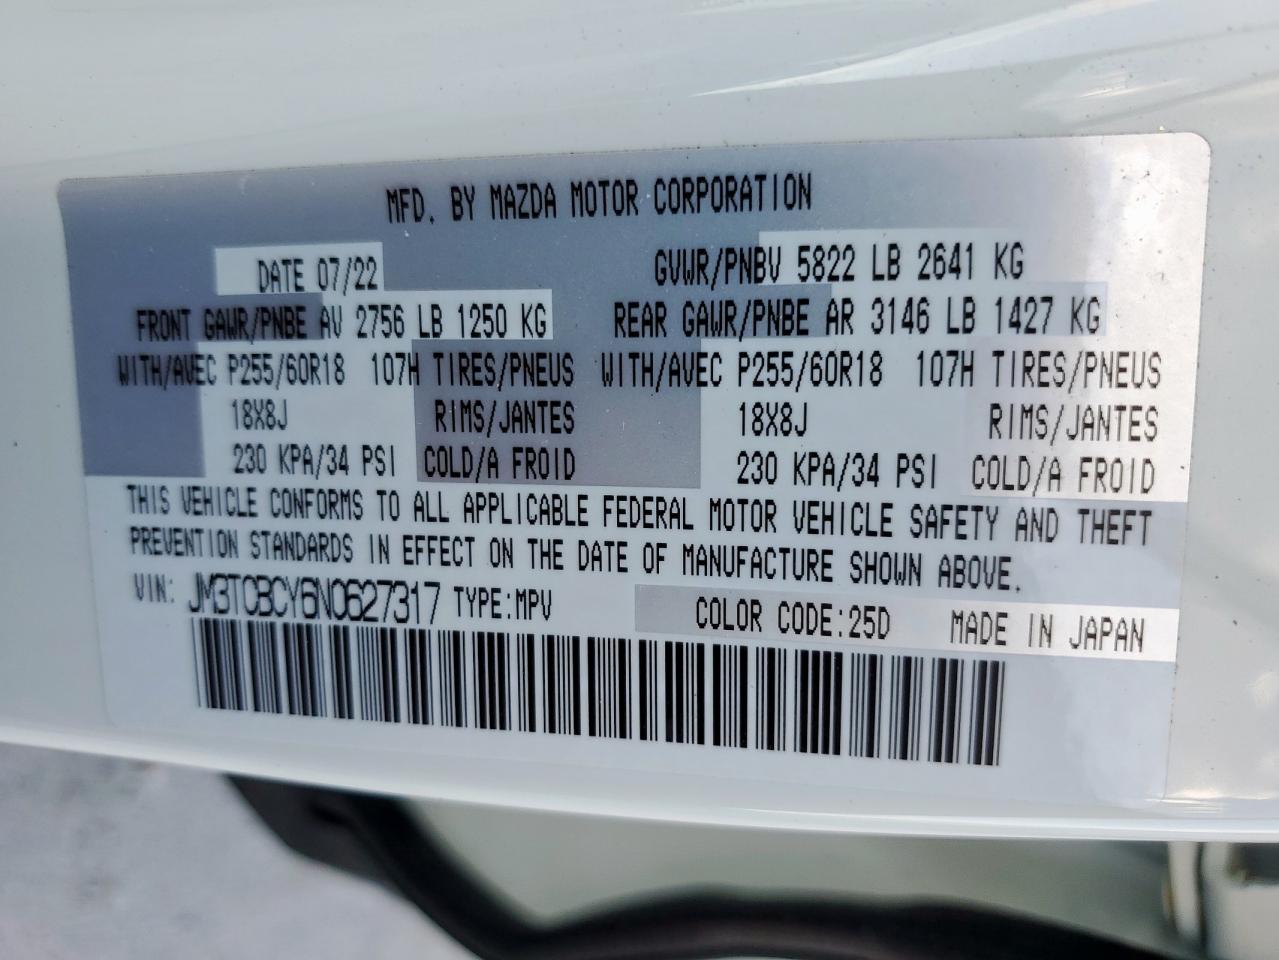 MFD. BY MAZDA MOTOR CORPORATION
DATE 07/22 GVWR/PNBV 5822 LB 2641 KG
FRONT GAWR/PNBE AV 2756 LB 1250 KG REAR GAWR/PNBE AR 3146 LB 1427 KG
WITH/AVEC P255/60R18 107H TIRES/PNEUS WITH/AVEC P255/60R18 107H TIRES/PNEUS
18X8J RIMS/JANTES 18X8J RIMS/JANTES
230 KPA/34 PSI COLD/A FROID 230 KPA/34 PSI COLD/A FROID
THIS VEHICLE CONFORMS TO ALL APPLICABLE FEDERAL MOTOR VEHICLE SAFETY AND THEFT
PREVENTION STANDARDS IN EFFECT ON THE DATE OF MANUFACTURE SHOWN ABOVE.
VIN: JM3TCBCY6N0627317 TYPE:MPV COLOR CODE:25D MADE IN JAPAN